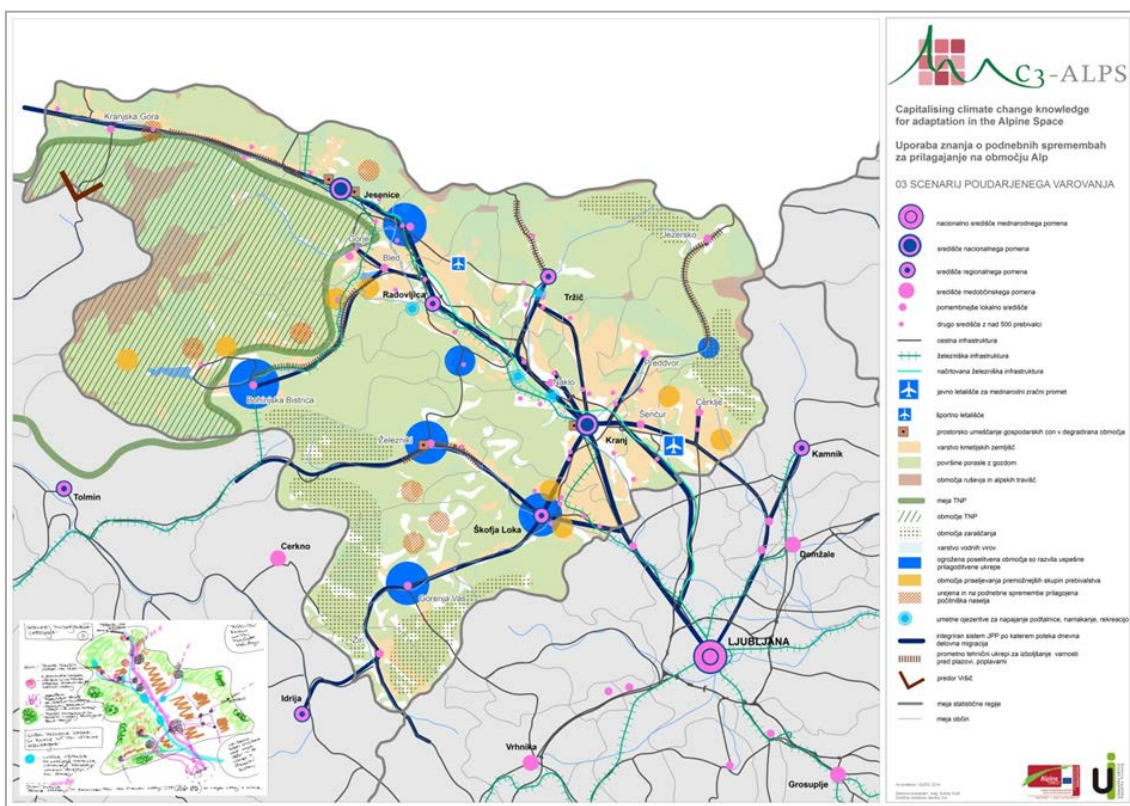 C3-ALPS
Capitalising climate change knowledge
for adaptation in the Alpine Space
Uporaba znanja o podnebnih spremembah
za prilagajanje na območju Alp
03 SCENARIJ POUDARJENEGA VAROVANJA
nacionalno središče mednarodnega pomena
središče nacionalnega pomena
središče regionalnega pomena
središče medobčinskega pomena
pomembnejše lokalno središče
drugo središče z nad 500 prebivalci
cestna infrastruktura
železniška infrastruktura
načrtovana železniška infrastruktura
javno letališče za mednarodni zračni promet
športno letališče
prostorsko umeščanje gospodarskih con v degradirana območja
varstvo kmetijskih zemljišč
površine porasle z gozdom
območja ruševja in alpskih travišč
meja TNP
območje TNP
območja zaraščanja
varstvo vodnih virov
ogrožena poselitvena območja so razvila uspešne
prilagoditvene ukrepe
območja priseljevanja premožnejših skupin prebivalstva
urejena in na podnebne spremembe prilagojena
počitniška naselja
umetne ojezeritve za napajanje podtalnice, namakanje, rekreacijo
integriran sistem JPP po katerem poteka dnevna
delovna migracija
prometno tehnični ukrepi za izboljšanje varnosti
pred plazovi, poplavami
predor Vršič
meja statistične regije
meja občin
Kranjska Gora
Jesenice
Jezersko
Gorje
Bled
Radovljica
Tržič
Preddvor
Naklo
Bohinjska Bistrica
Šenčur
Cerklje
Železniki
Kranj
Kamnik
Tolmin
Škofja Loka
Cerkno
Domžale
Gorenja Vas
LJUBLJANA
Žiri
Idrija
Vrhnika
Grosuplje